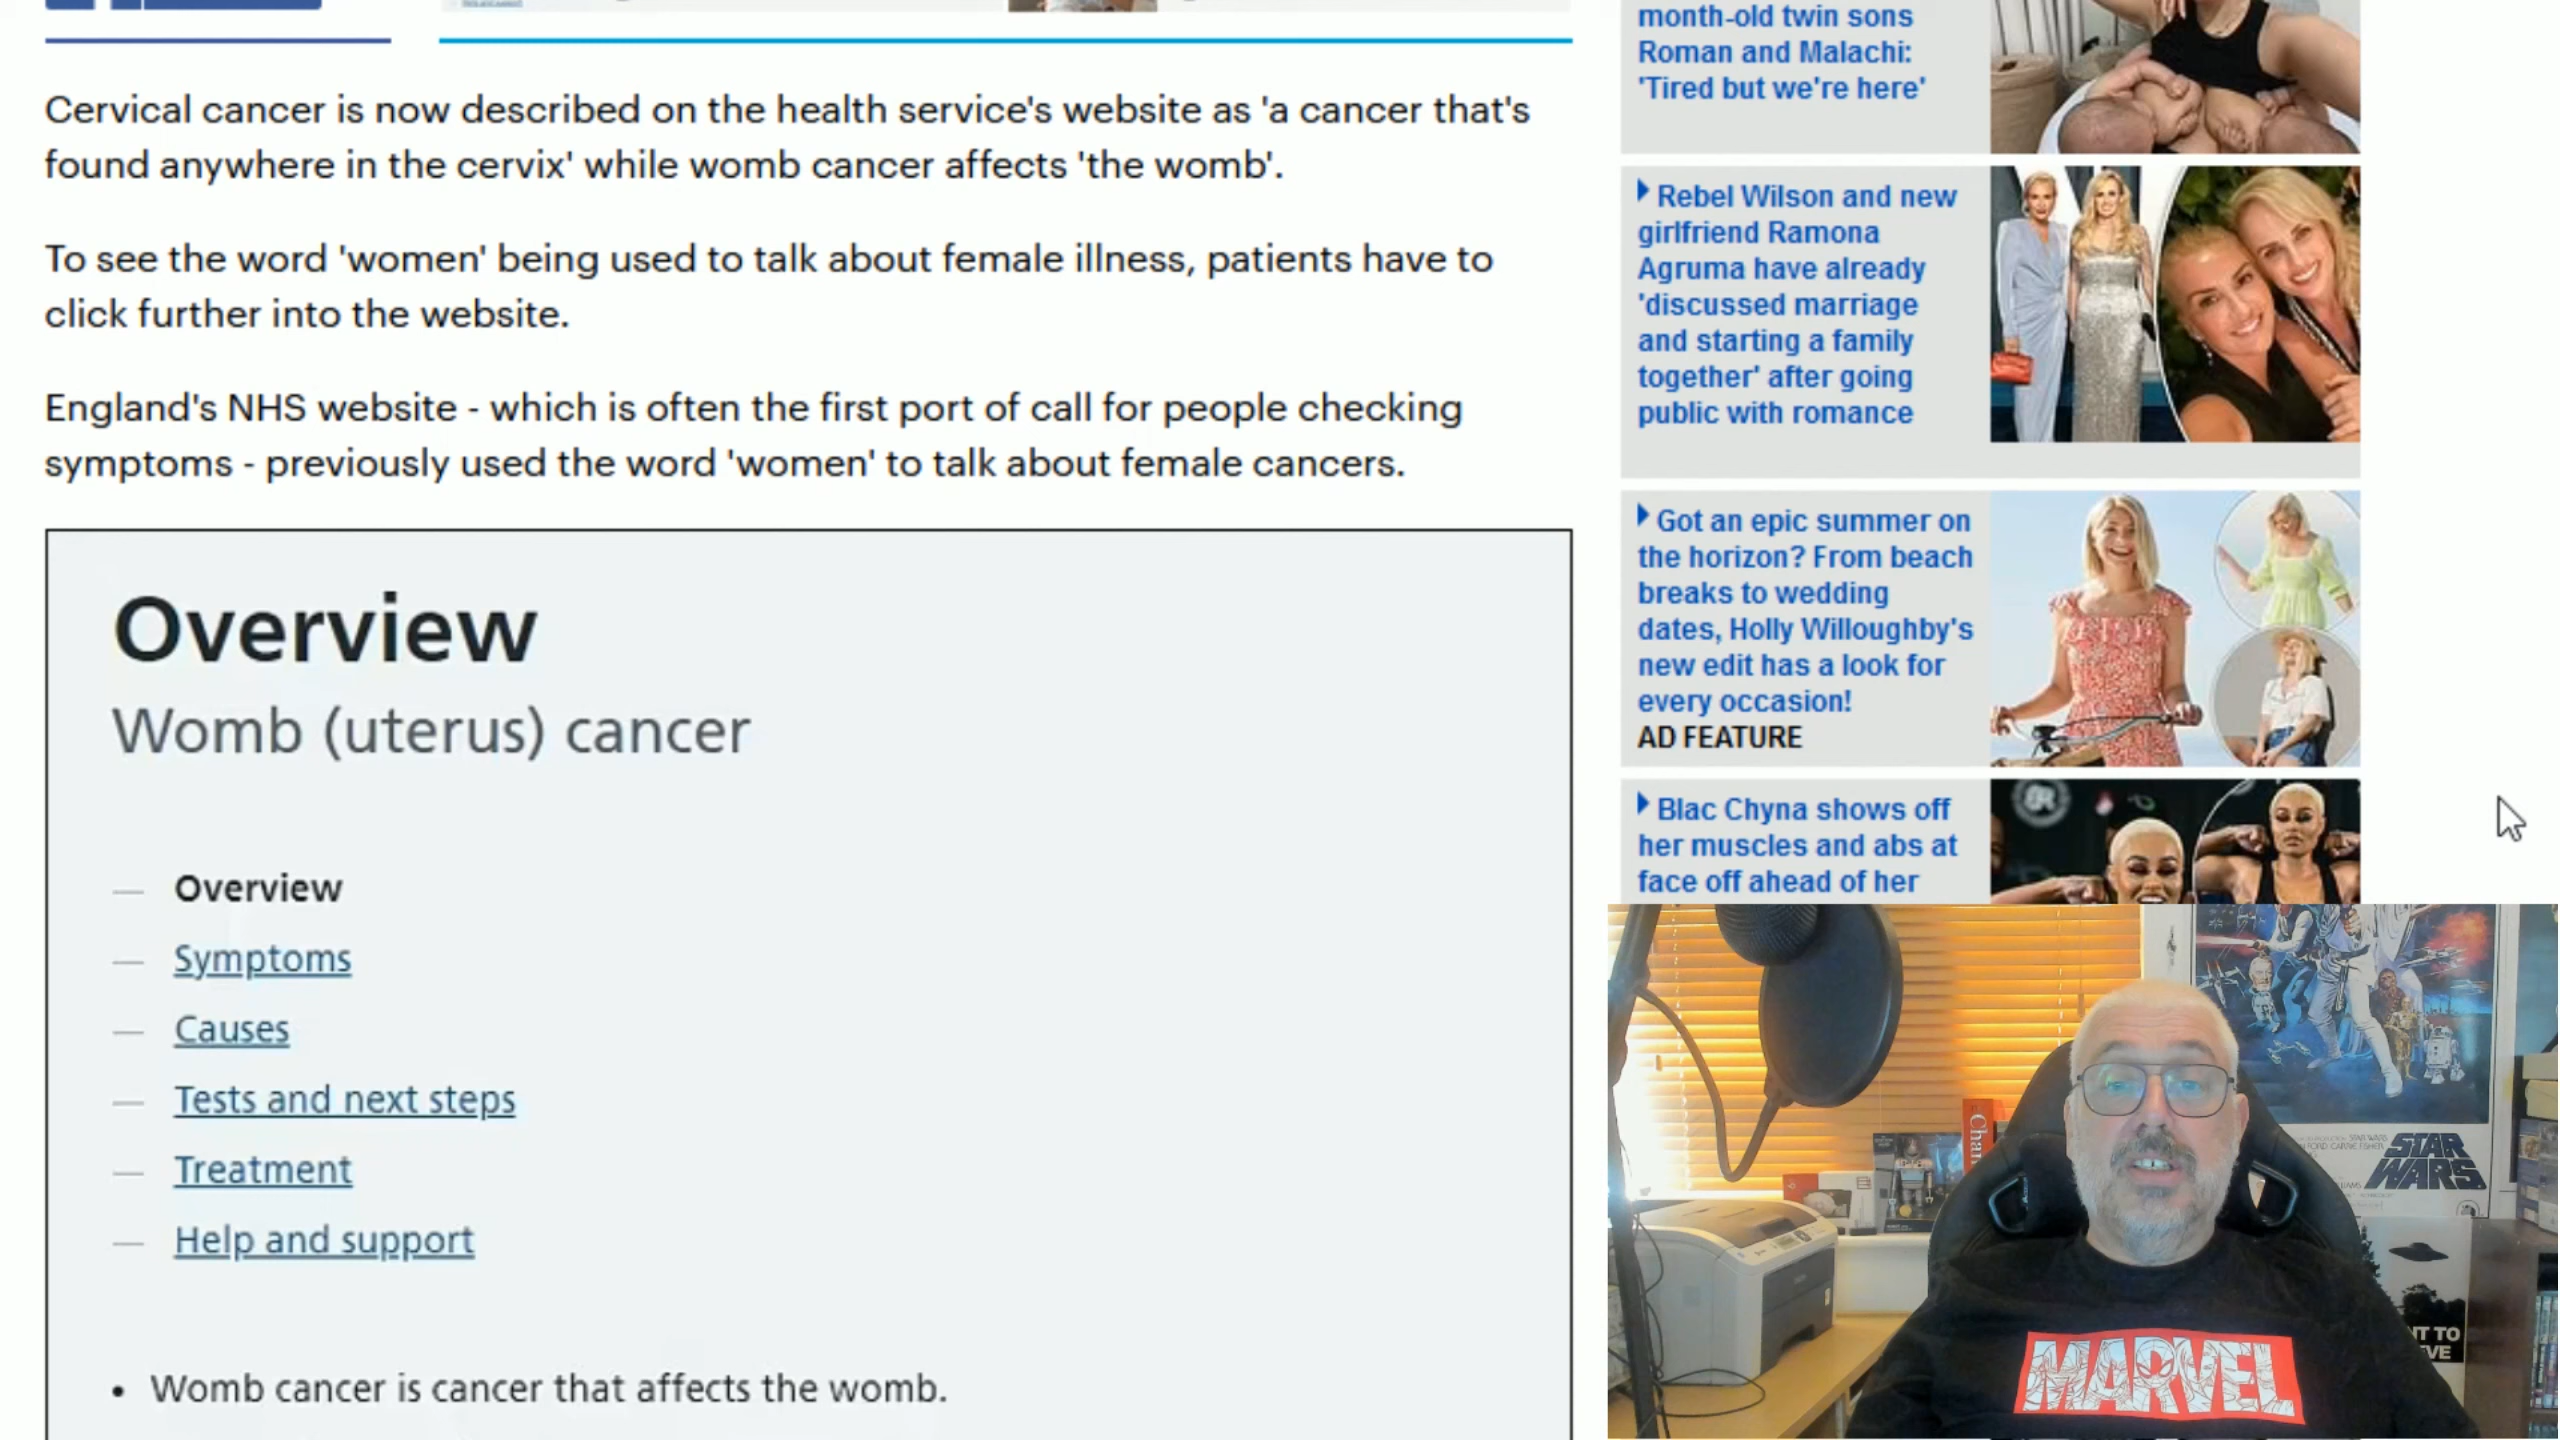 Cervical cancer is now described on the health service's website as 'a cancer that's
found anywhere in the cervix' while womb cancer affects 'the womb'.
To see the word 'women' being used to talk about female illness, patients have to
click further into the website.
England's NHS website - which is often the first port of call for people checking
symptoms - previously used the word 'women' to talk about female cancers.
Overview
Womb (uterus) cancer
Overview
Symptoms
Causes
Tests and next steps
Treatment
Help and support
• Womb cancer is cancer that affects the womb.
month-old twin sons
Roman and Malachi:
'Tired but we're here'
Rebel Wilson and new
girlfriend Ramona
Agruma have already
'discussed marriage
and starting a family
together' after going
public with romance
Got an epic summer on
the horizon? From beach
breaks to wedding
dates, Holly Willoughby's
new edit has a look for
every occasion!
AD FEATURE
Blac Chyna shows off
her muscles and abs at
face off ahead of her
STAR
WARS
MARVEL